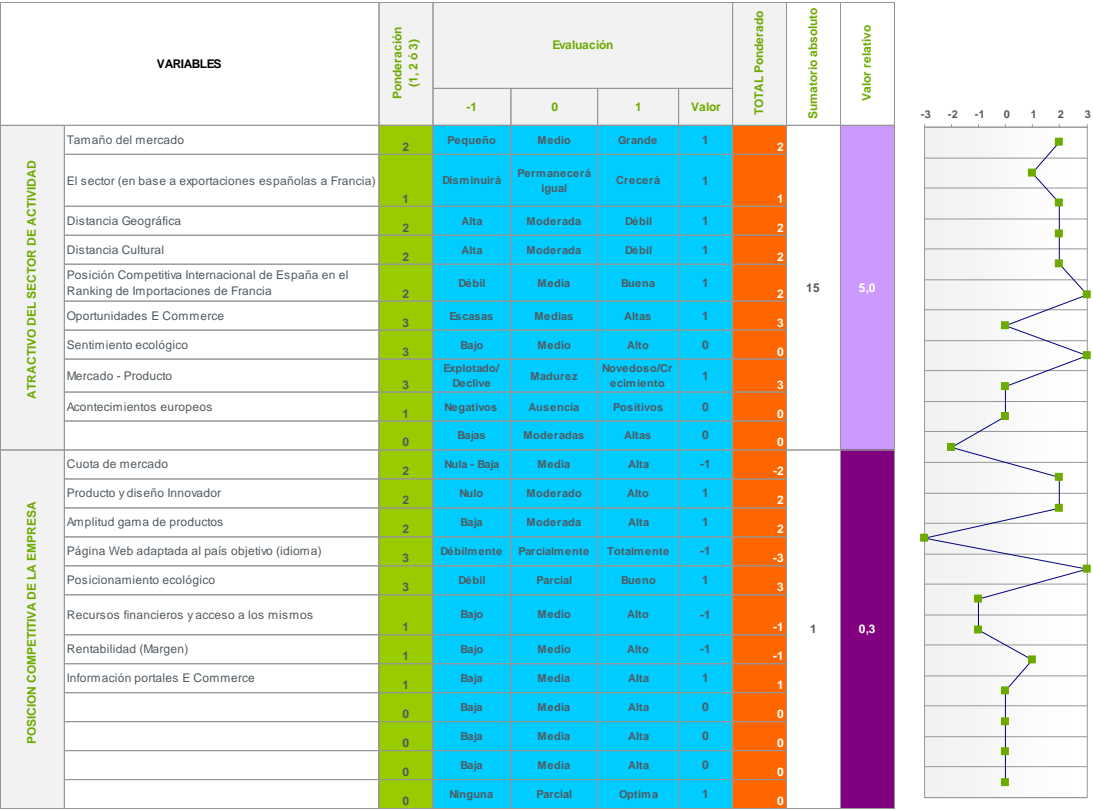 VARIABLES
Ponderación
(1, 2 ó 3)
Evaluación
-1 0 1 Valor
TOTAL Ponderado
Sumatorio absoluto
Valor relativo
-3 -2 -1 0 1 2 3
ATRACTIVO DEL SECTOR DE ACTIVIDAD
Tamaño del mercado 2 Pequeño Medio Grande 1 2
El sector (en base a exportaciones españolas a Francia) 1 Disminuirá Permanecerá igual Crecerá 1 1
Distancia Geográfica 2 Alta Moderada Débil 1 2
Distancia Cultural 2 Alta Moderada Débil 1 2
Posición Competitiva Internacional de España en el
Ranking de Importaciones de Francia 2 Débil Media Buena 1 2
15 5,0
Oportunidades E Commerce 3 Escasas Medias Altas 1 3
Sentimiento ecológico 3 Bajo Medio Alto 0 0
Mercado - Producto 3 Explotado/Declive Madurez Novedoso/Crecimiento 1 3
Acontecimientos europeos 1 Negativos Ausencia Positivos 0 0
0 Bajas Moderadas Altas 0 0
POSICION COMPETITIVA DE LA EMPRESA
Cuota de mercado 2 Nula - Baja Media Alta -1 -2
Producto y diseño Innovador 2 Nulo Moderado Alto 1 2
Amplitud gama de productos 2 Baja Moderada Alta 1 2
Página Web adaptada al país objetivo (idioma) 3 Débilmente Parcialmente Totalmente -1 -3
Posicionamiento ecológico 3 Débil Parcial Bueno 1 3
Recursos financieros y acceso a los mismos 1 Bajo Medio Alto -1 -1
1 0,3
Rentabilidad (Margen) 1 Bajo Medio Alto -1 -1
Información portales E Commerce 1 Baja Media Alta 1 1
0 Baja Media Alta 0 0
0 Baja Media Alta 0 0
0 Baja Media Alta 0 0
0 Ninguna Parcial Optima 1 0